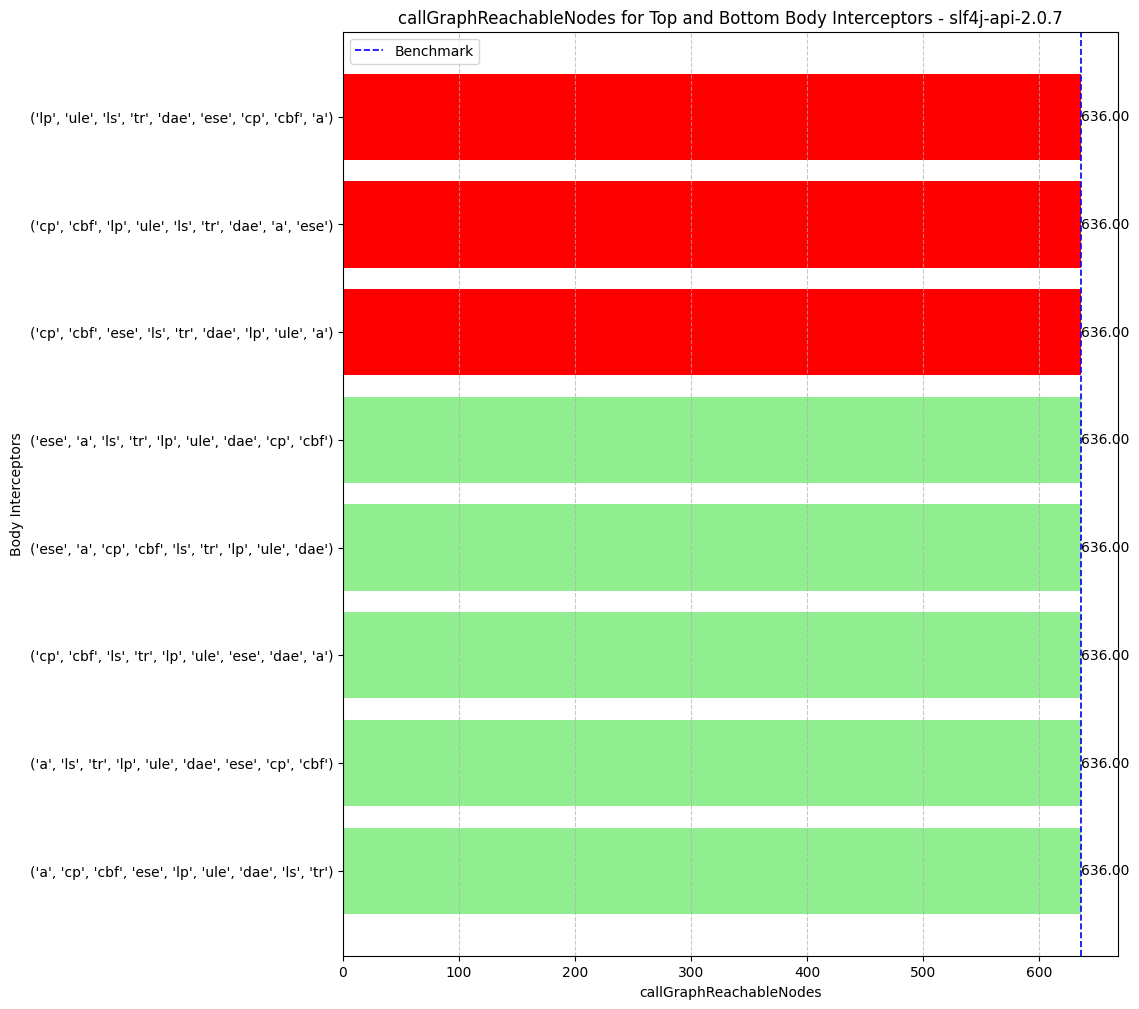 callGraphReachableNodes for Top and Bottom Body Interceptors - slf4j-api-2.0.7
Benchmark
('lp', 'ule', 'ls', 'tr', 'dae', 'ese', 'cp', 'cbf', 'a')
636.00
('cp', 'cbf', 'lp', 'ule', 'ls', 'tr', 'dae', 'a', 'ese')
636.00
('cp', 'cbf', 'ese', 'ls', 'tr', 'dae', 'lp', 'ule', 'a')
636.00
('ese', 'a', 'ls', 'tr', 'lp', 'ule', 'dae', 'cp', 'cbf')
636.00
('ese', 'a', 'cp', 'cbf', 'ls', 'tr', 'lp', 'ule', 'dae')
636.00
('cp', 'cbf', 'ls', 'tr', 'lp', 'ule', 'ese', 'dae', 'a')
636.00
('a', 'ls', 'tr', 'lp', 'ule', 'dae', 'ese', 'cp', 'cbf')
636.00
('a', 'cp', 'cbf', 'ese', 'lp', 'ule', 'dae', 'ls', 'tr')
636.00
Body Interceptors
0 100 200 300 400 500 600
callGraphReachableNodes